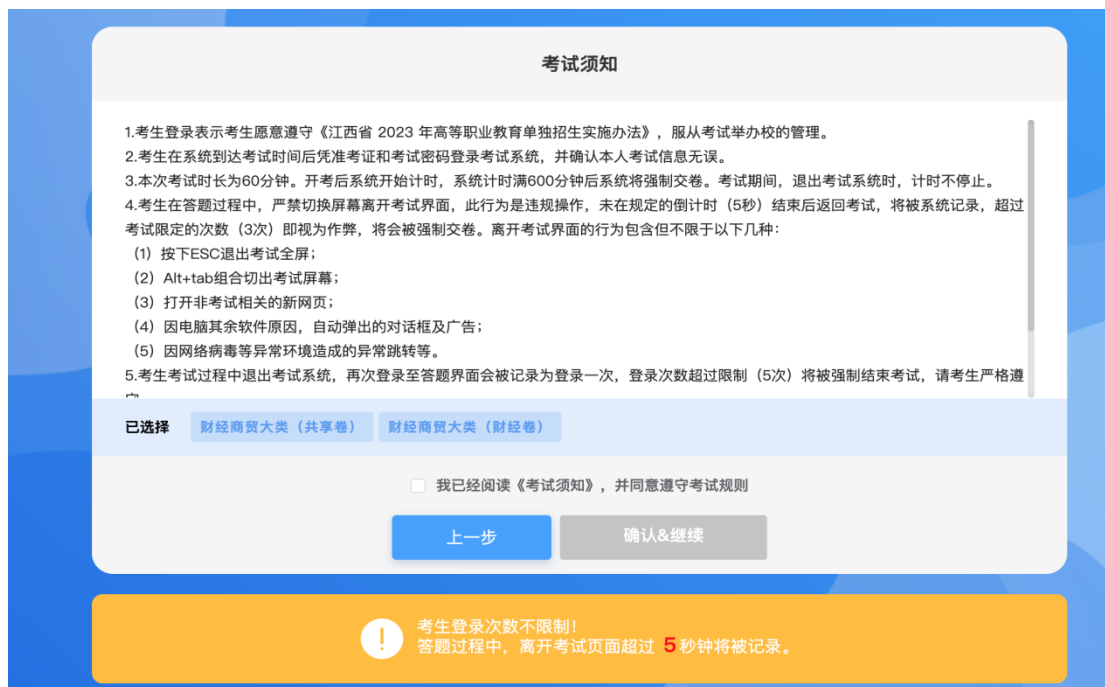 考试须知
1.考生登录表示考生愿意遵守《江西省 2023 年高等职业教育单独招生实施办法》，服从考试举办校的管理。
2.考生在系统到达考试时间后凭准考证和考试密码登录考试系统，并确认本人考试信息无误。
3.本次考试时长为60分钟。开考后系统开始计时，系统计时满600分钟后系统将强制交卷。考试期间，退出考试系统时，计时不停止。
4.考生在答题过程中，严禁切换屏幕离开考试界面，此行为是违规操作，未在规定的倒计时（5秒）结束后返回考试，将被系统记录，超过
考试限定的次数（3次）即视为作弊，将会被强制交卷。离开考试界面的行为包含但不限于以下几种：
（1）按下ESC退出考试全屏；
（2）Alt+tab组合切出考试屏幕；
（3）打开非考试相关的新网页；
（4）因电脑其余软件原因，自动弹出的对话框及广告；
（5）因网络病毒等异常环境造成的异常跳转等。
5.考生考试过程中退出考试系统，再次登录至答题界面会被记录为登录一次，登录次数超过限制（5次）将被强制结束考试，请考生严格遵
已选择 财经商贸大类（共享卷） 财经商贸大类（财经卷）
我已经阅读《考试须知》，并同意遵守考试规则
上一步 确认&继续
考生登录次数不限制！
答题过程中，离开考试页面超过 5 秒钟将被记录。